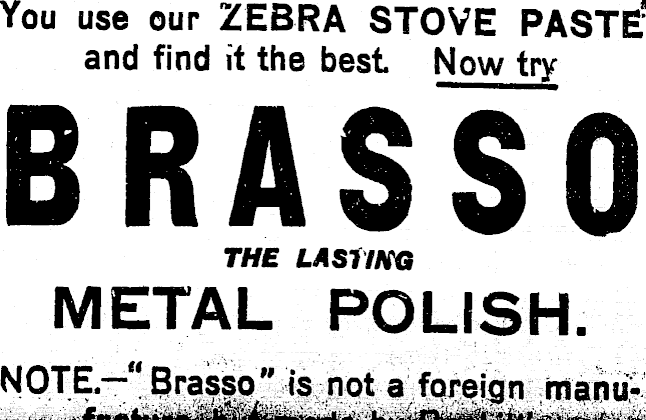 You use our "ZEBRA STOVE PASTE"
and find it the best. Now try
BRASSO
THE LASTING
METAL POLISH.
NOTE.—"Brasso" is not a foreign manu-